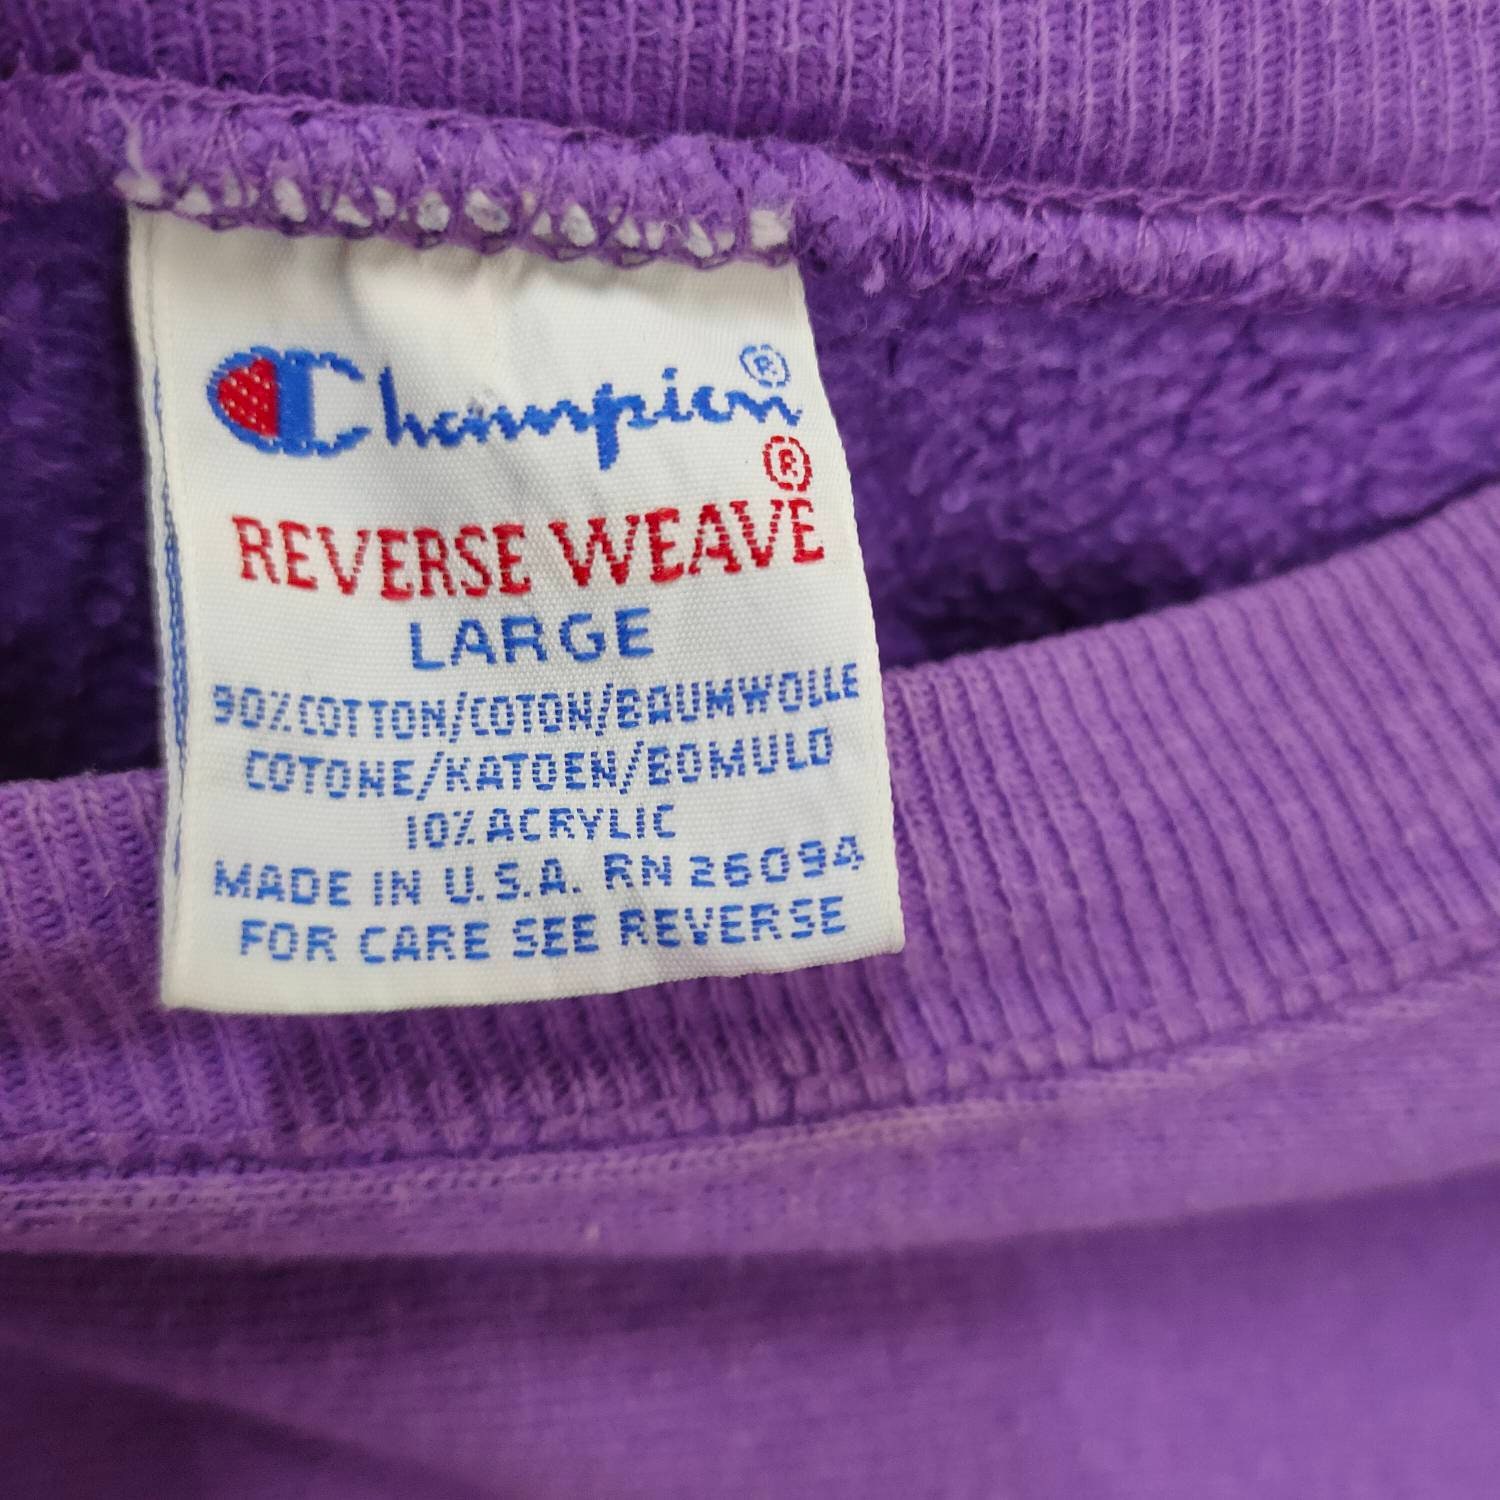 Champion®
REVERSE WEAVE®
LARGE
90% COTTON/COTON/BAUMWOLLE
COTONE/KATOEN/BOMULD
10% ACRYLIC
MADE IN U.S.A. RN 26094
FOR CARE SEE REVERSE